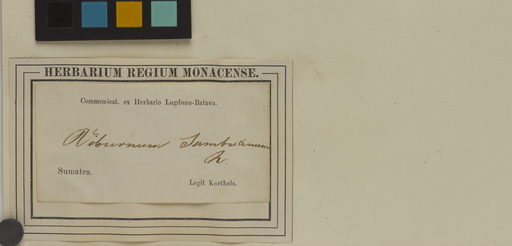 HERBARIUM REGIUM MONACENSE.
Communicat. ex Herbario Lugduno-Batavo.
Viburnum Sambucinum
Sumatra.
Legit Korthals.